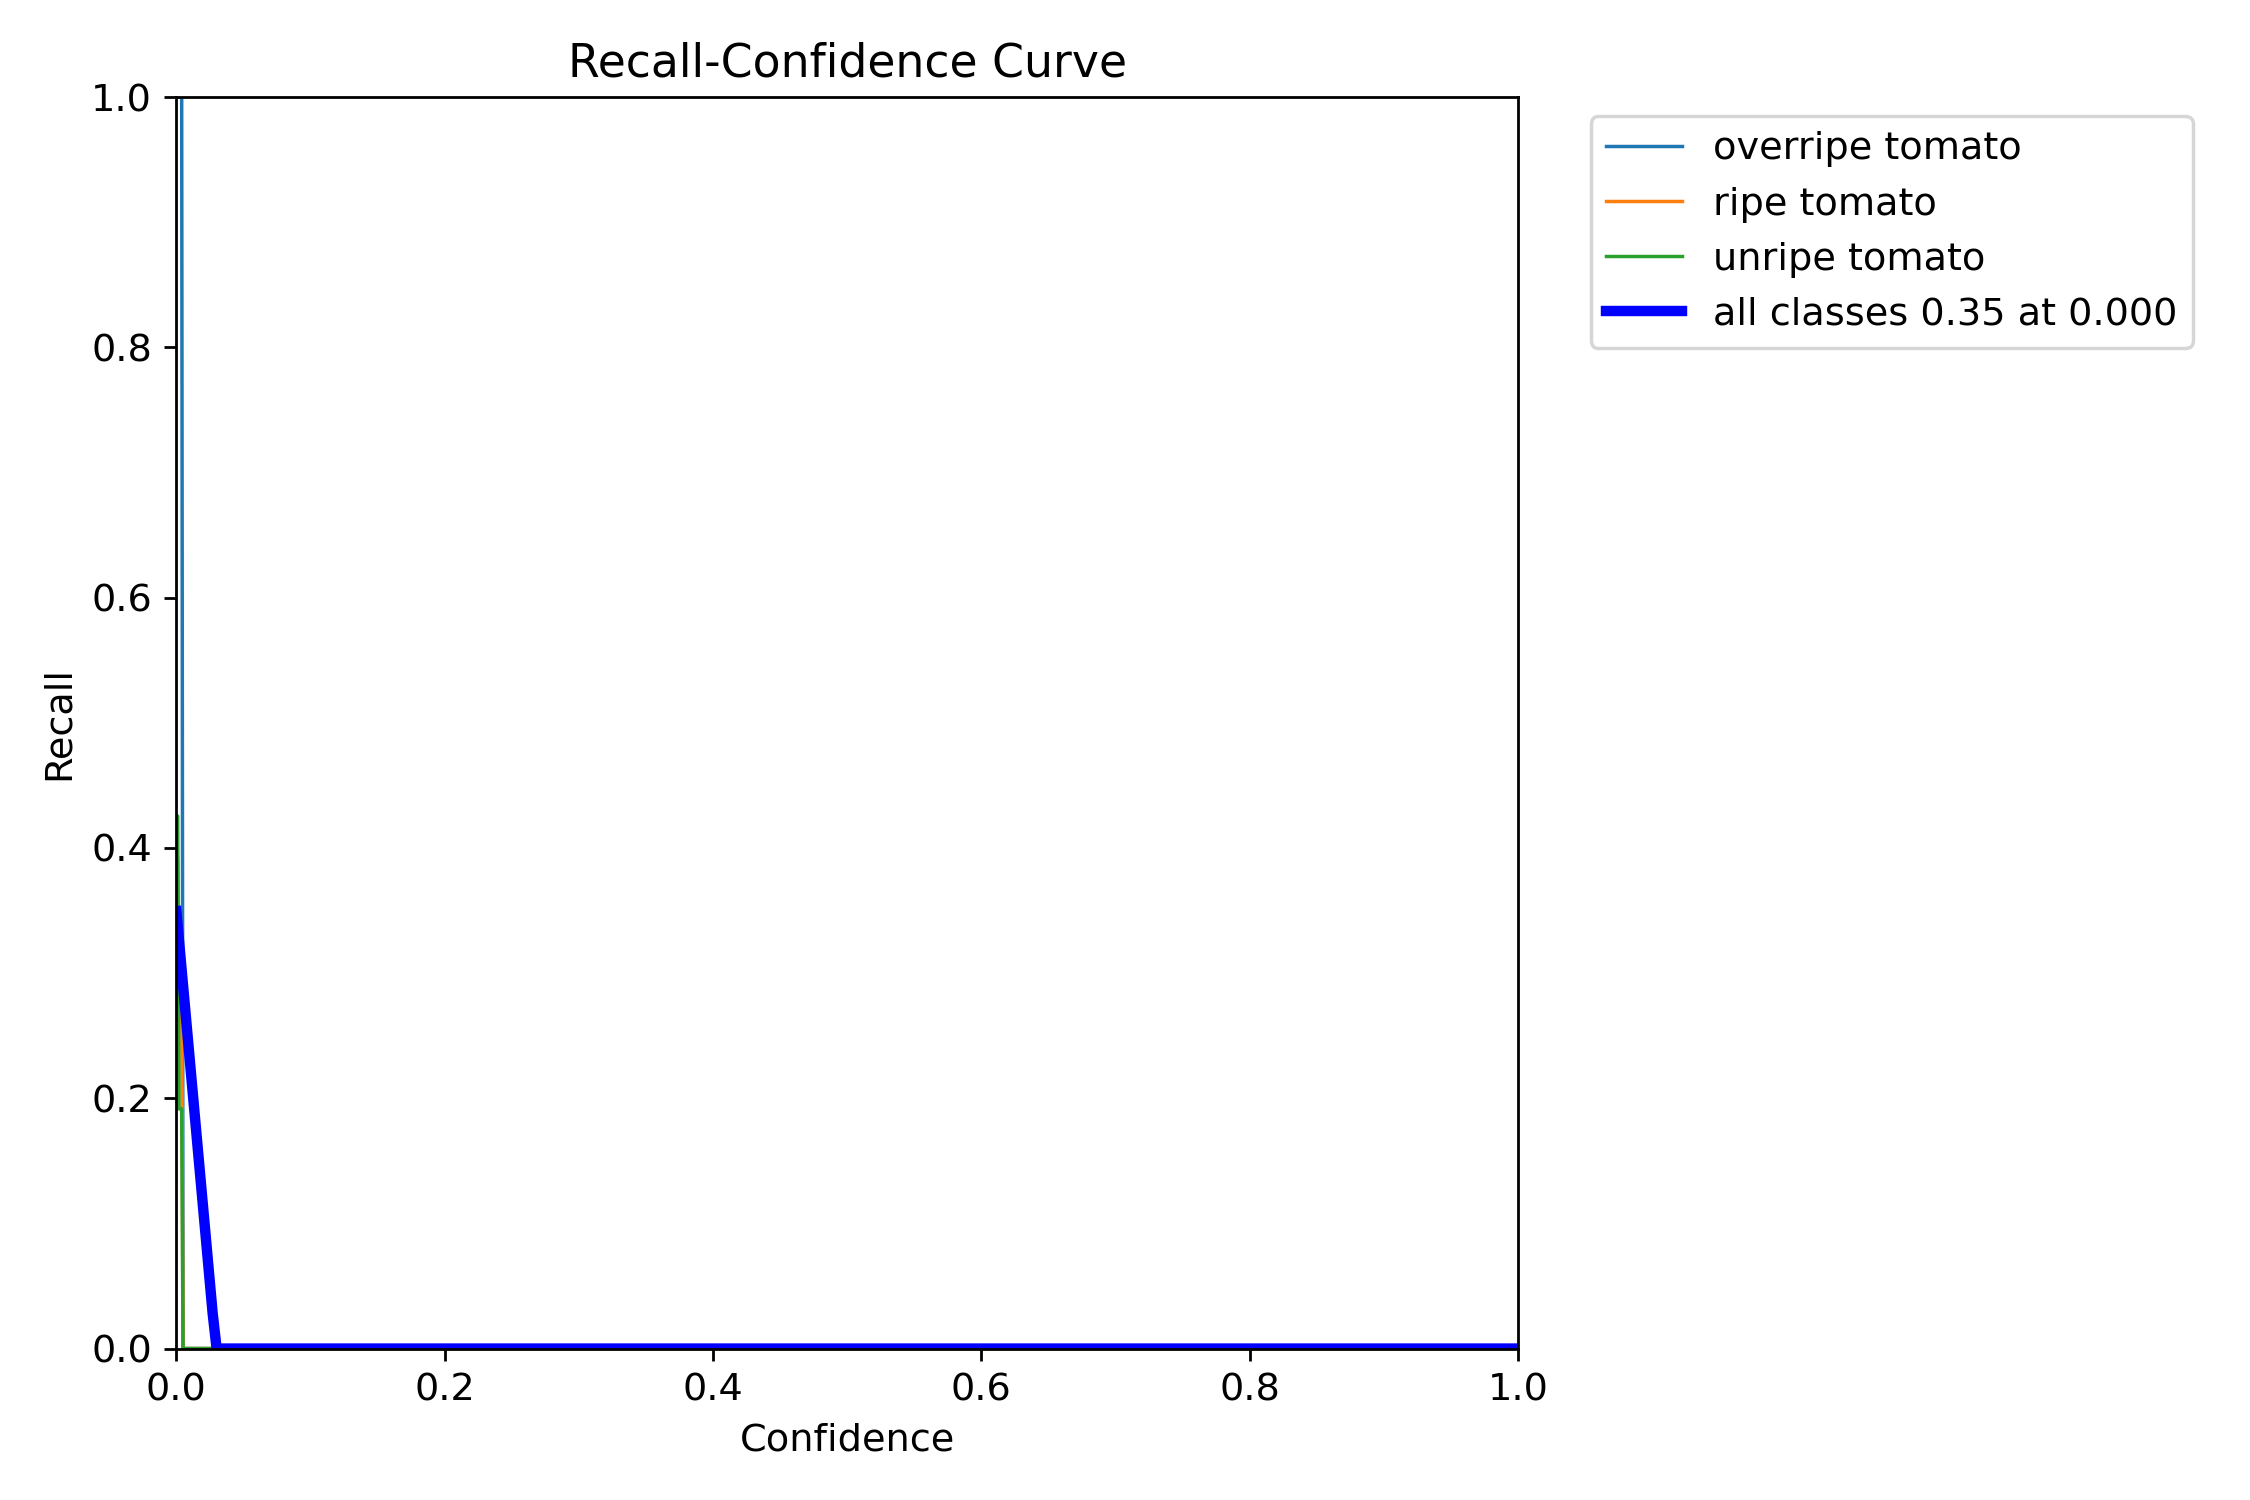 Recall-Confidence Curve
1.0
0.8
0.6
0.4
0.2
0.0
Recall
0.0 0.2 0.4 0.6 0.8 1.0
Confidence
overripe tomato
ripe tomato
unripe tomato
all classes 0.35 at 0.000